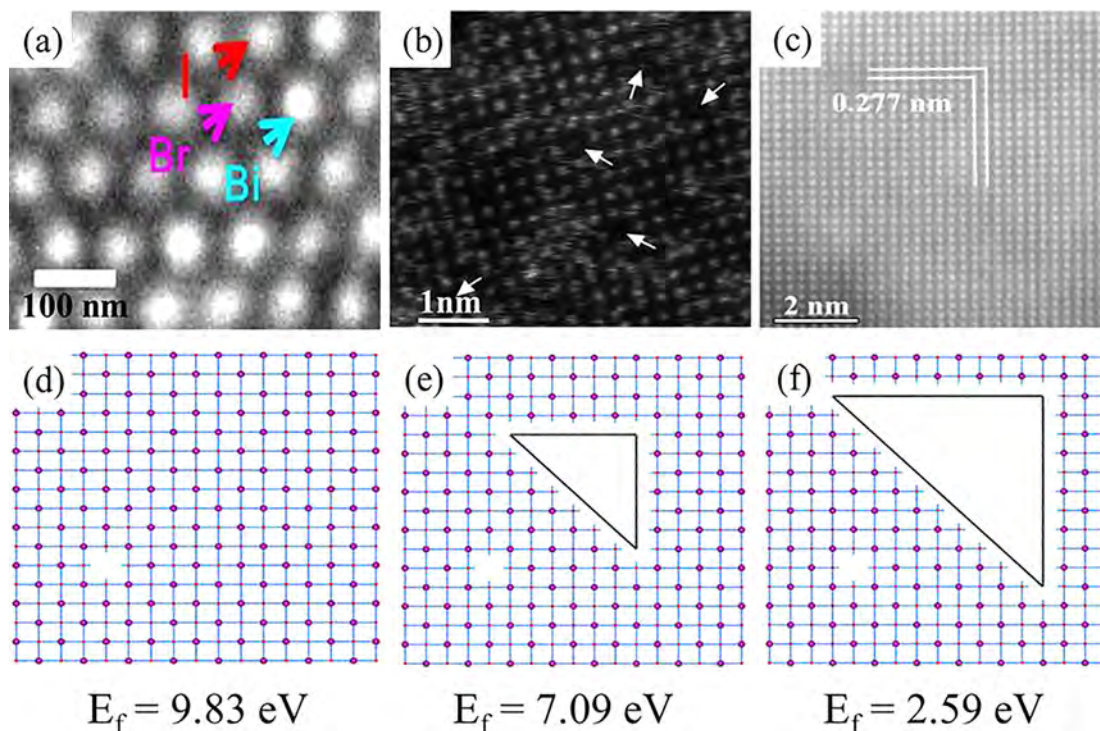 (a)
I
Br
Bi
100 nm
(b)
1nm
(c)
0.277 nm
2 nm
(d)
(e)
(f)
E_f = 9.83 eV
E_f = 7.09 eV
E_f = 2.59 eV